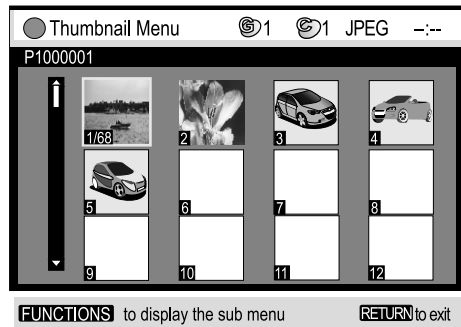 Thumbnail Menu G 1 C 1 JPEG –:--
P1000001
1/68 2 3 4
5 6 7 8
9 10 11 12
FUNCTIONS to display the sub menu RETURN to exit